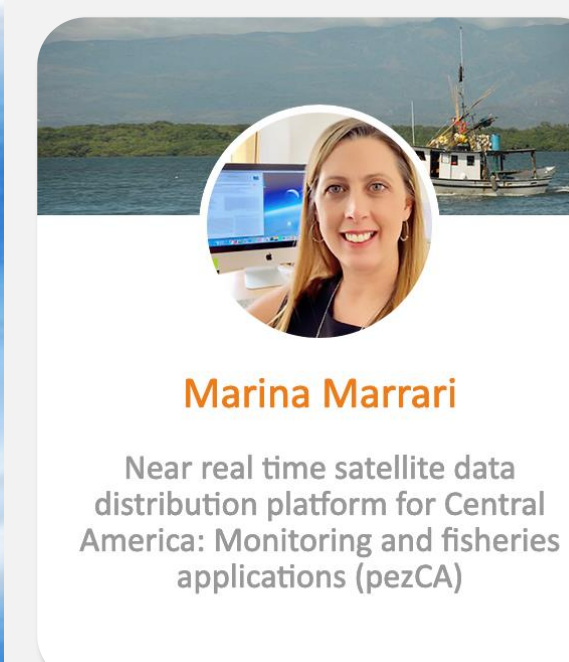 Marina Marrari
Near real time satellite data
distribution platform for Central
America: Monitoring and fisheries
applications (pezCA)